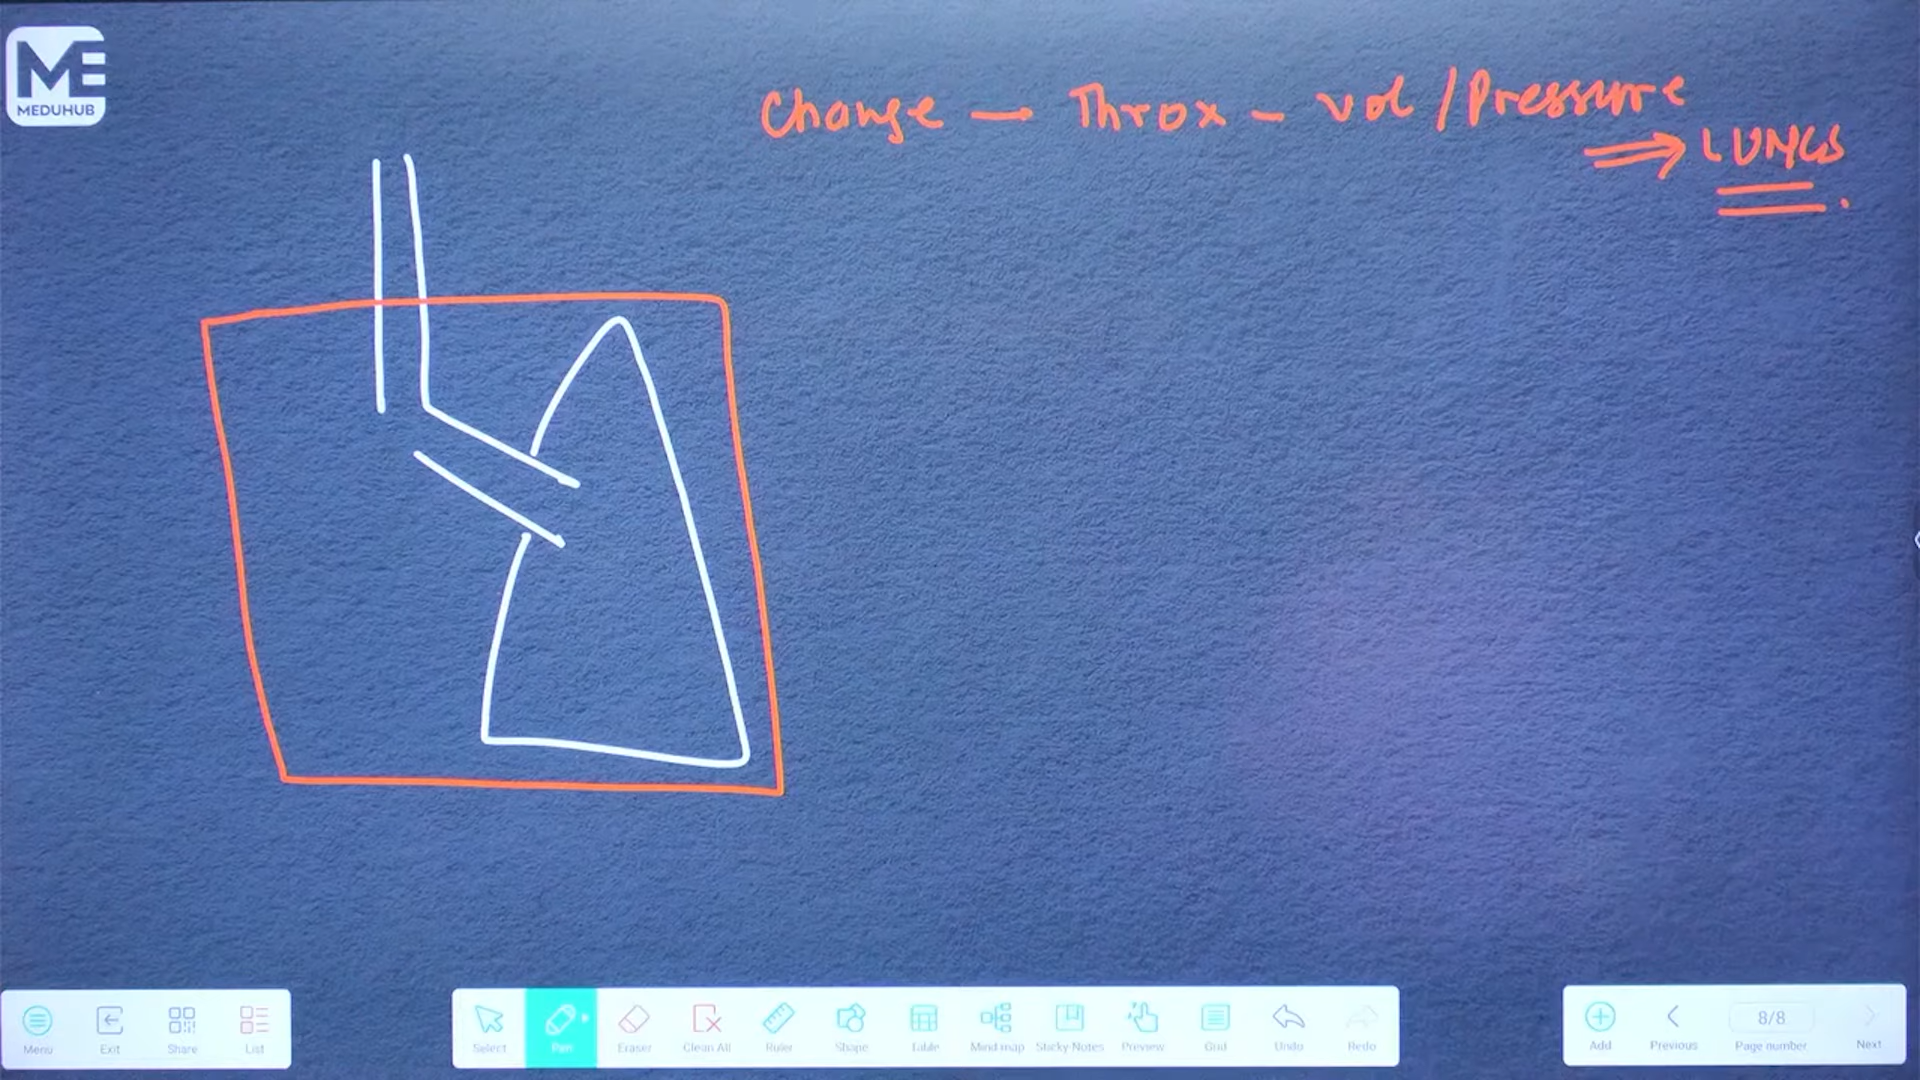 ME
MEDUHUB
Change → Throx - vol / Pressure
⇒ LUNGS
Menu
Exit
Share
List
Select
Pen
Eraser
Clean All
Ruler
Shape
Table
Mind map
Sticky Notes
Preview
Grid
Undo
Redo
Add
Previous
8/8
Page number
Next